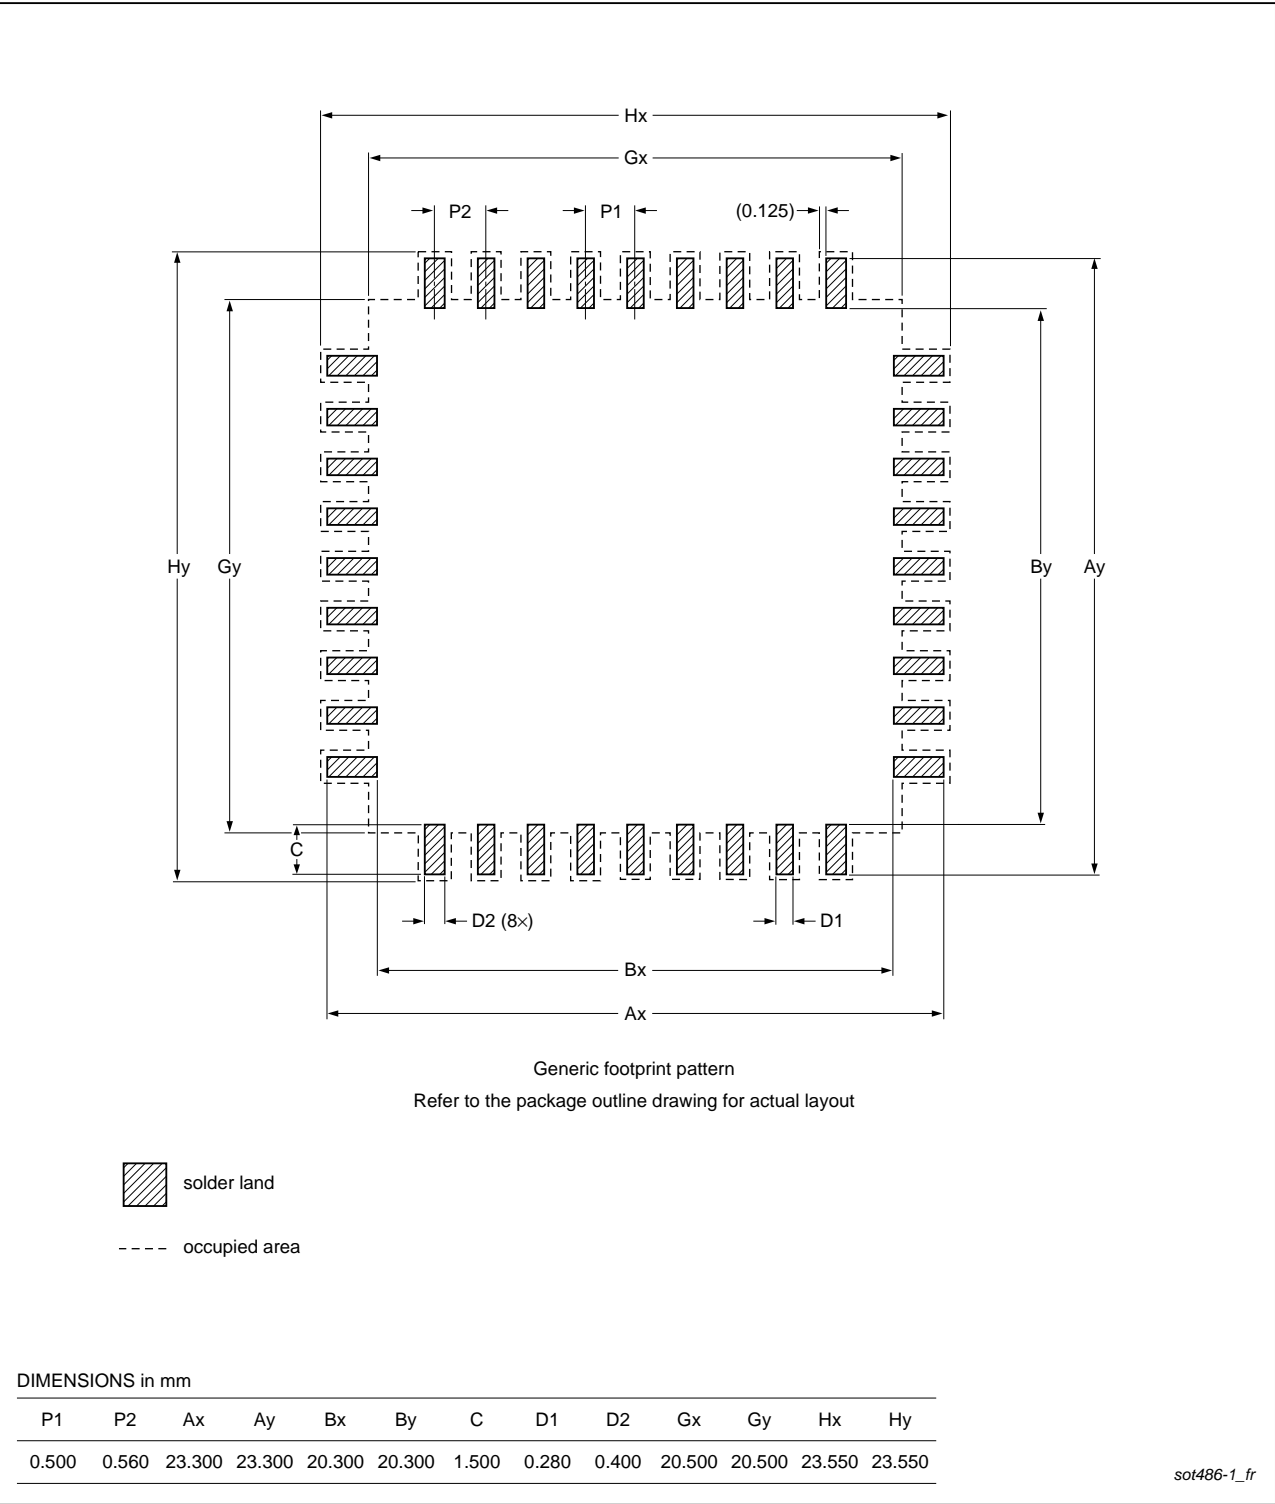 Hx
Gx
P2
P1
(0.125)
Hy
Gy
By
Ay
C
D2 (8×)
D1
Bx
Ax
Generic footprint pattern
Refer to the package outline drawing for actual layout
solder land
occupied area
DIMENSIONS in mm
P1 P2 Ax Ay Bx By C D1 D2 Gx Gy Hx Hy
0.500 0.560 23.300 23.300 20.300 20.300 1.500 0.280 0.400 20.500 20.500 23.550 23.550
sot486-1_fr